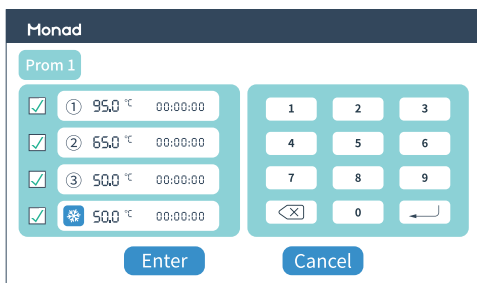 Monad
Prom 1
① 95.0 ℃ 00:00:00
② 65.0 ℃ 00:00:00
③ 50.0 ℃ 00:00:00
50.0 ℃ 00:00:00
1 2 3
4 5 6
7 8 9
0
Enter Cancel